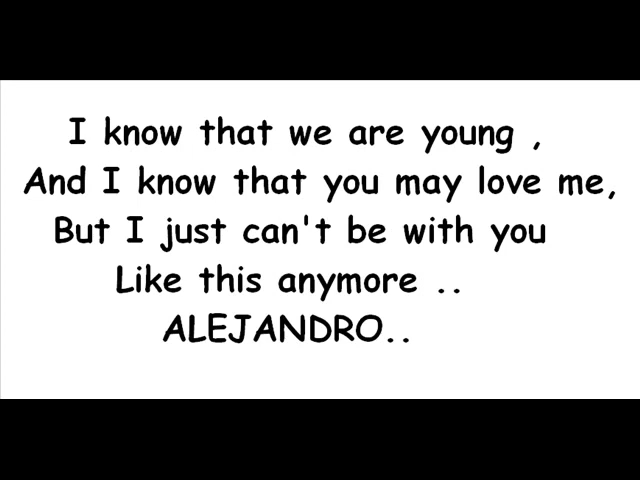 I know that we are young ,
And I know that you may love me,
But I just can't be with you
Like this anymore ..
ALEJANDRO..